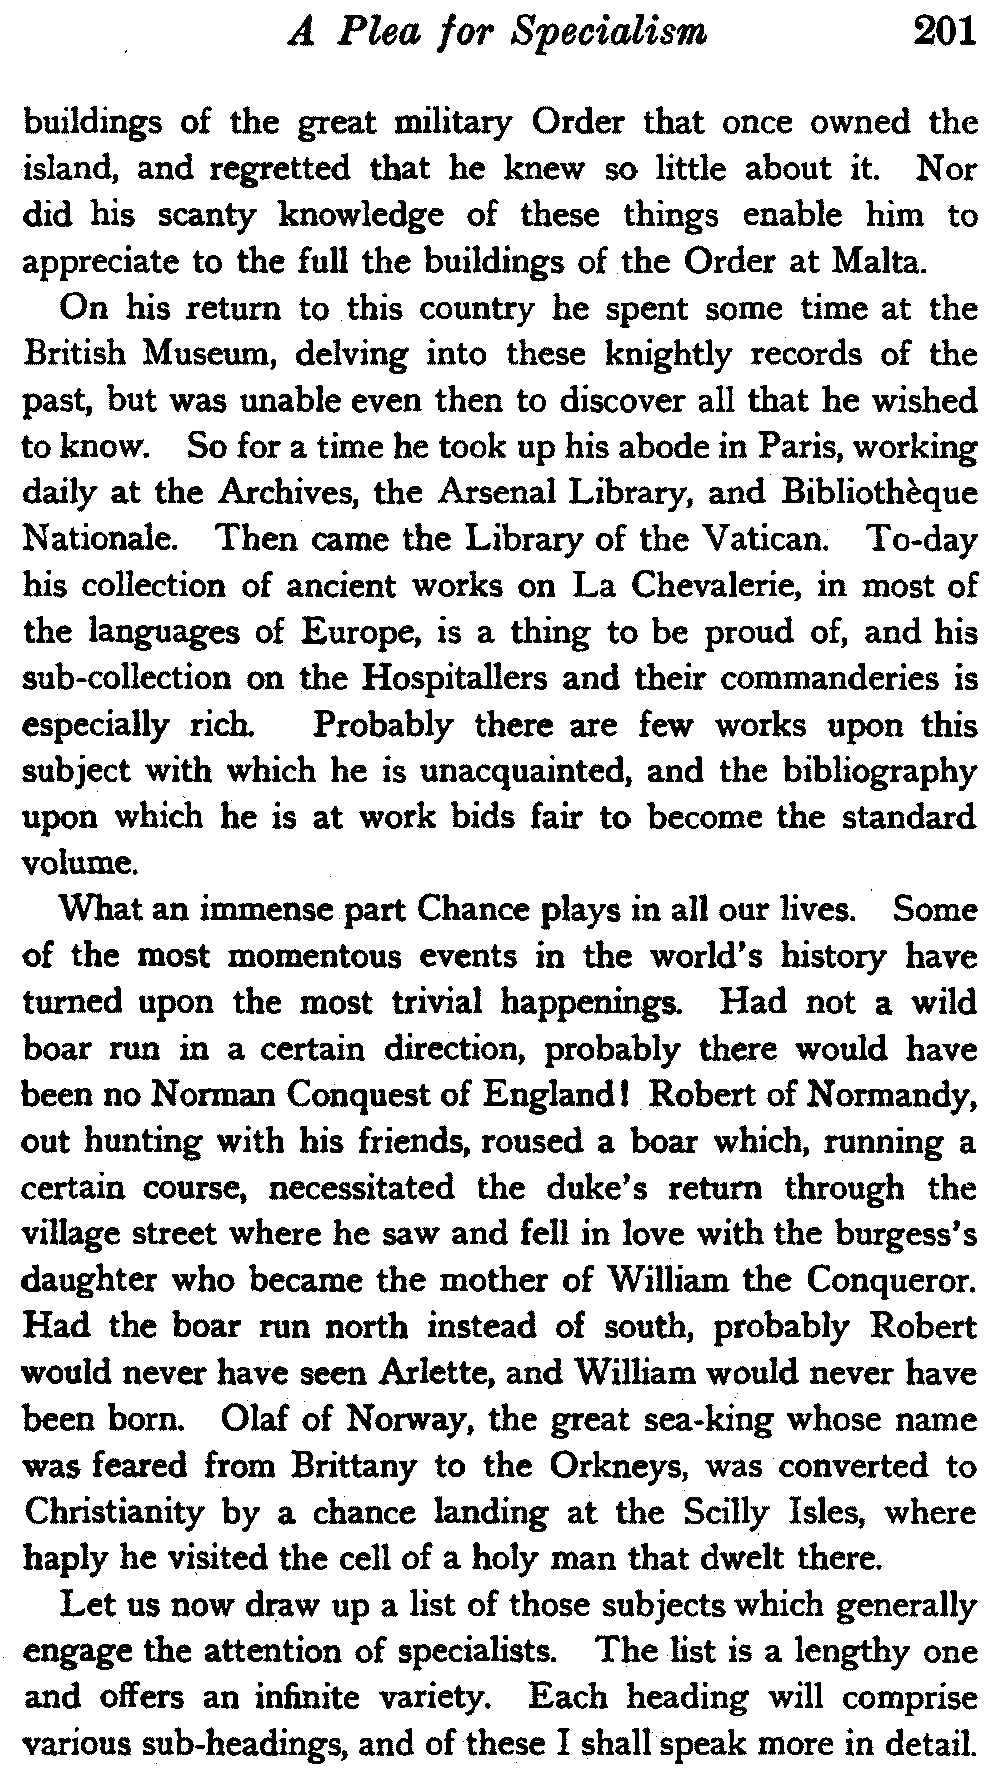 A Plea for Specialism 201
buildings of the great military Order that once owned the
island, and regretted that he knew so little about it. Nor
did his scanty knowledge of these things enable him to
appreciate to the full the buildings of the Order at Malta.
On his return to this country he spent some time at the
British Museum, delving into these knightly records of the
past, but was unable even then to discover all that he wished
to know. So for a time he took up his abode in Paris, working
daily at the Archives, the Arsenal Library, and Bibliothèque
Nationale. Then came the Library of the Vatican. To-day
his collection of ancient works on La Chevalerie, in most of
the languages of Europe, is a thing to be proud of, and his
sub-collection on the Hospitallers and their commanderies is
especially rich. Probably there are few works upon this
subject with which he is unacquainted, and the bibliography
upon which he is at work bids fair to become the standard
volume.
What an immense part Chance plays in all our lives. Some
of the most momentous events in the world's history have
turned upon the most trivial happenings. Had not a wild
boar run in a certain direction, probably there would have
been no Norman Conquest of England! Robert of Normandy,
out hunting with his friends, roused a boar which, running a
certain course, necessitated the duke's return through the
village street where he saw and fell in love with the burgess's
daughter who became the mother of William the Conqueror.
Had the boar run north instead of south, probably Robert
would never have seen Arlette, and William would never have
been born. Olaf of Norway, the great sea-king whose name
was feared from Brittany to the Orkneys, was converted to
Christianity by a chance landing at the Scilly Isles, where
haply he visited the cell of a holy man that dwelt there.
Let us now draw up a list of those subjects which generally
engage the attention of specialists. The list is a lengthy one
and offers an infinite variety. Each heading will comprise
various sub-headings, and of these I shall speak more in detail.